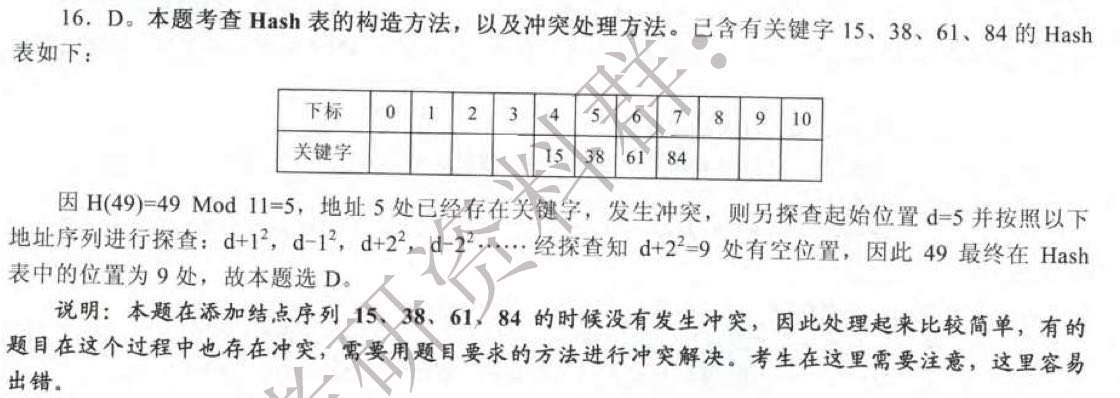 16. D。本题考查 Hash 表的构造方法，以及冲突处理方法。已含有关键字 15、38、61、84 的 Hash
表如下：
下标 0 1 2 3 4 5 6 7 8 9 10
关键字 15 38 61 84
因 H(49)=49 Mod 11=5，地址 5 处已经存在关键字，发生冲突，则另探查起始位置 d=5 并按照以下
地址序列进行探查：d+1²，d-1²，d+2²，d-2²……经探查知 d+2²=9 处有空位置，因此 49 最终在 Hash
表中的位置为 9 处，故本题选 D。
说明：本题在添加结点序列 15、38、61、84 的时候没有发生冲突，因此处理起来比较简单，有的
题目在这个过程中也存在冲突，需要用题目要求的方法进行冲突解决。考生在这里需要注意，这里容易
出错。
考研资料群：